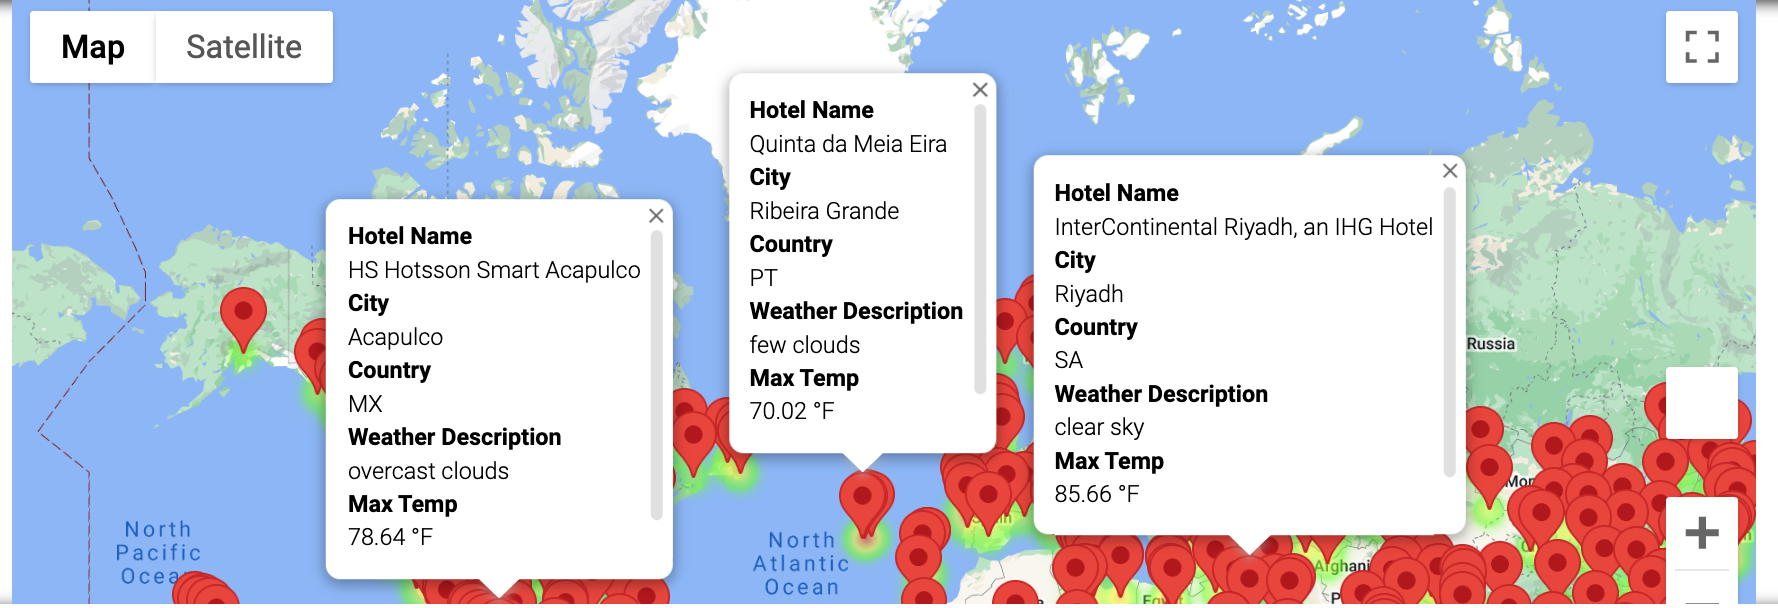 Map
Satellite
Hotel Name
HS Hotsson Smart Acapulco
City
Acapulco
Country
MX
Weather Description
overcast clouds
Max Temp
78.64 °F
Hotel Name
Quinta da Meia Eira
City
Ribeira Grande
Country
PT
Weather Description
few clouds
Max Temp
70.02 °F
Hotel Name
InterContinental Riyadh, an IHG Hotel
City
Riyadh
Country
SA
Weather Description
clear sky
Max Temp
85.66 °F
Russia
North
Pacific
North
Atlantic
Ocean